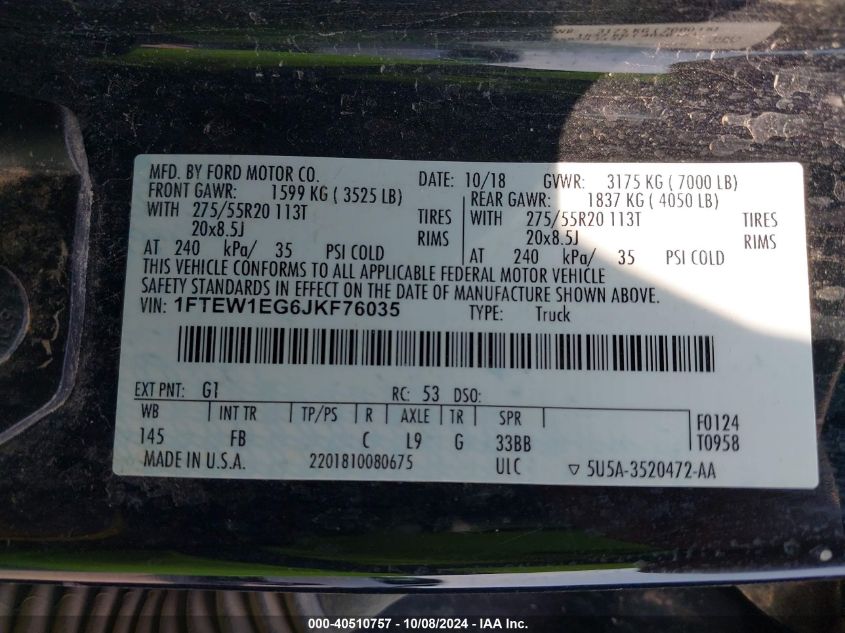 MFD. BY FORD MOTOR CO. DATE: 10/18 GVWR: 3175 KG ( 7000 LB)
FRONT GAWR: 1599 KG ( 3525 LB) REAR GAWR: 1837 KG ( 4050 LB)
WITH 275/55R20 113T TIRES WITH 275/55R20 113T TIRES
20x8.5J RIMS 20x8.5J RIMS
AT 240 kPa/ 35 PSI COLD AT 240 kPa/ 35 PSI COLD
THIS VEHICLE CONFORMS TO ALL APPLICABLE FEDERAL MOTOR VEHICLE
SAFETY STANDARDS IN EFFECT ON THE DATE OF MANUFACTURE SHOWN ABOVE.
VIN: 1FTEW1EG6JKF76035 TYPE: Truck
EXT PNT: G1 RC: 53 DSO:
WB INT TR TP/PS R AXLE TR SPR F0124
145 FB C L9 G 33BB T0958
MADE IN U.S.A. 2201810080675 ULC ▽ 5U5A-3520472-AA
000-40510757 - 10/08/2024 - IAA Inc.